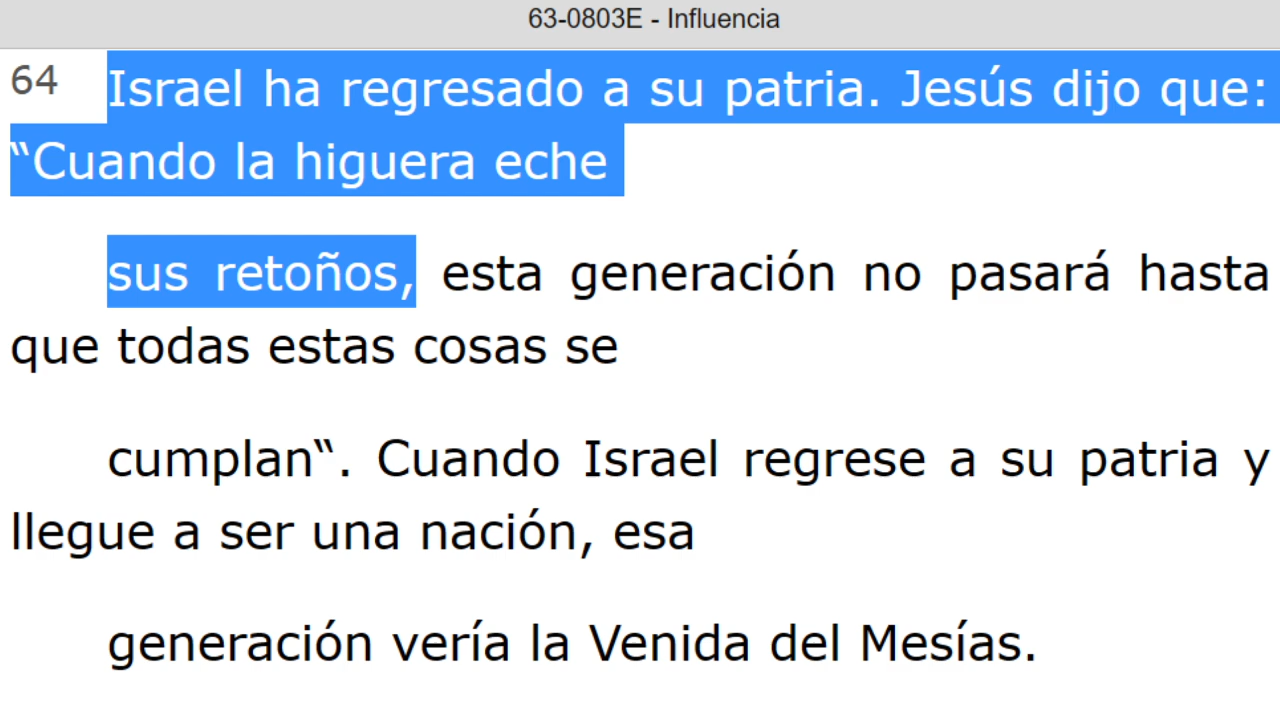 63-0803E - Influencia
64 Israel ha regresado a su patria. Jesús dijo que:
“Cuando la higuera eche
sus retoños, esta generación no pasará hasta
que todas estas cosas se
cumplan“. Cuando Israel regrese a su patria y
llegue a ser una nación, esa
generación vería la Venida del Mesías.